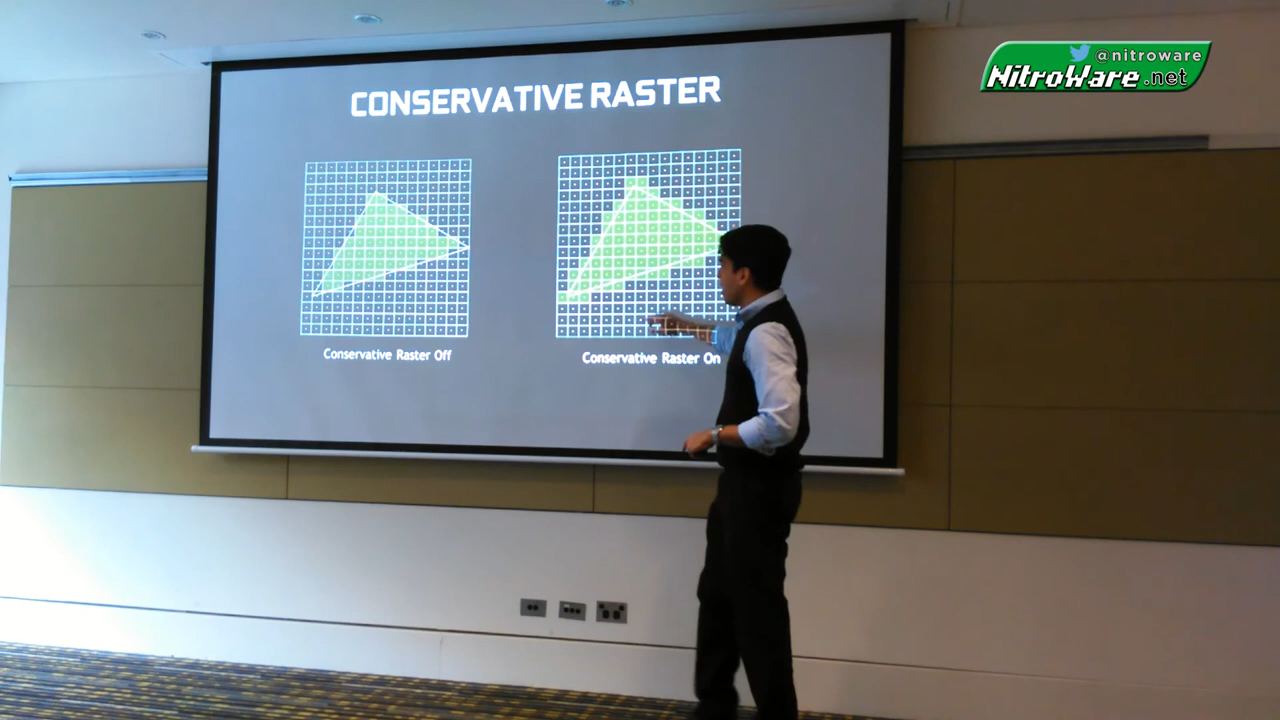 @nitroware
NitroWare.net
CONSERVATIVE RASTER
Conservative Raster Off
Conservative Raster On